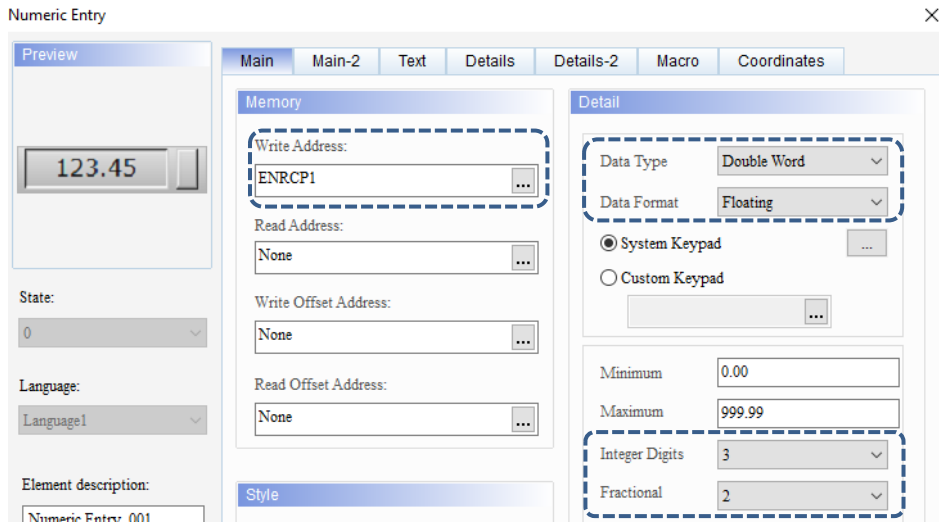 Numeric Entry
Preview
123.45
State:
0
Language:
Language1
Element description:
Numeric Entry_001
Main Main-2 Text Details Details-2 Macro Coordinates
Memory
Write Address:
ENRCP1
...
Read Address:
None
...
Write Offset Address:
None
...
Read Offset Address:
None
...
Style
Detail
Data Type Double Word
Data Format Floating
System Keypad ...
Custom Keypad
...
Minimum 0.00
Maximum 999.99
Integer Digits 3
Fractional 2